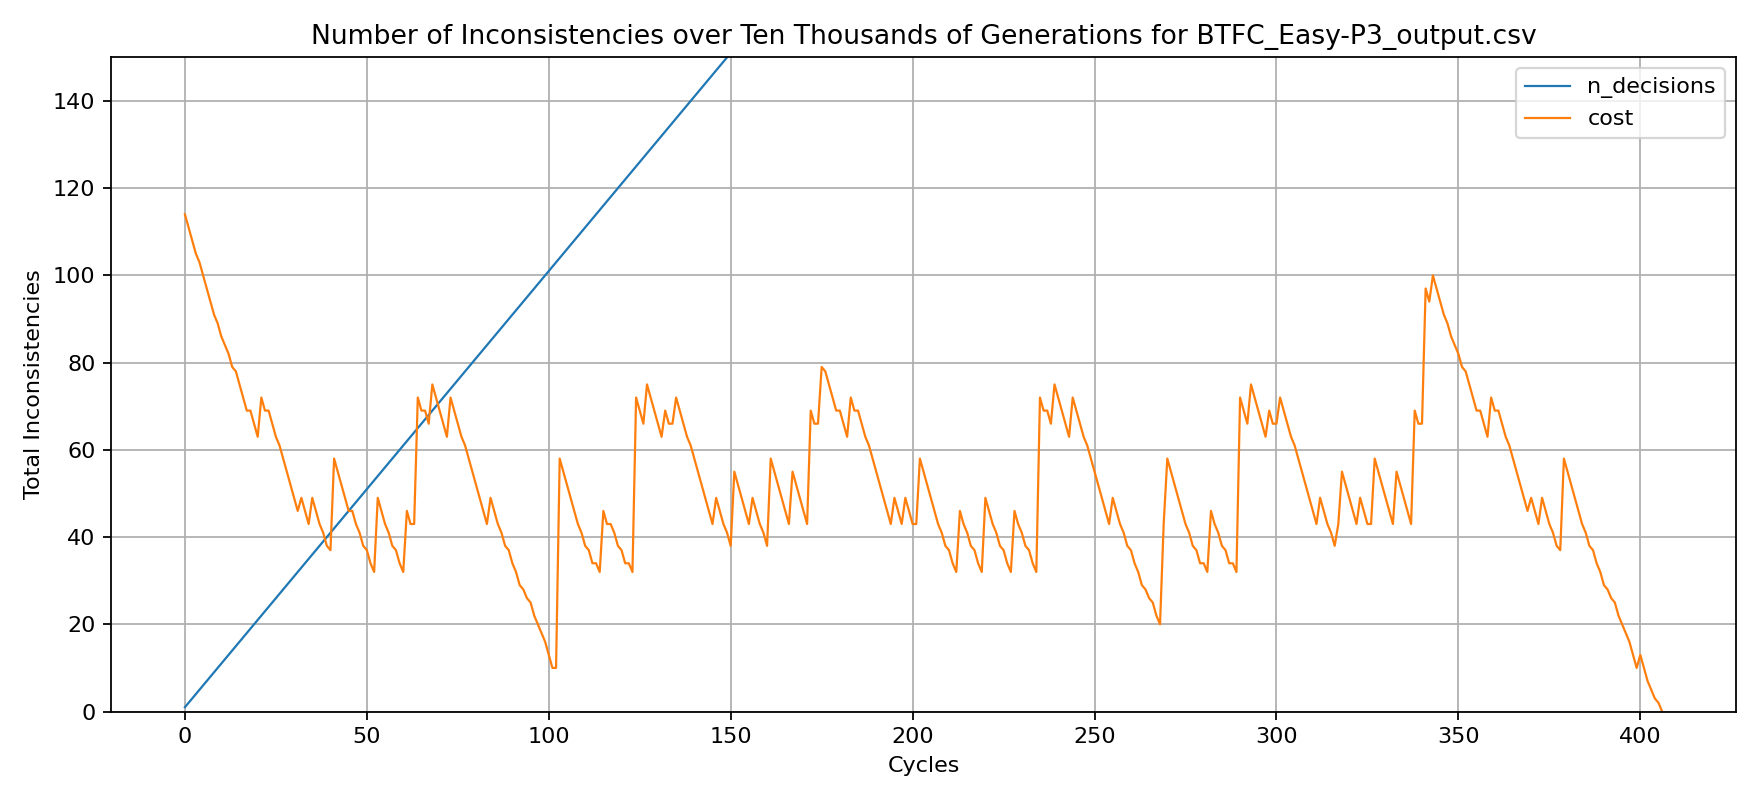 Number of Inconsistencies over Ten Thousands of Generations for BTFC_Easy-P3_output.csv
n_decisions
cost
Total Inconsistencies
140
120
100
80
60
40
20
0
0 50 100 150 200 250 300 350 400
Cycles